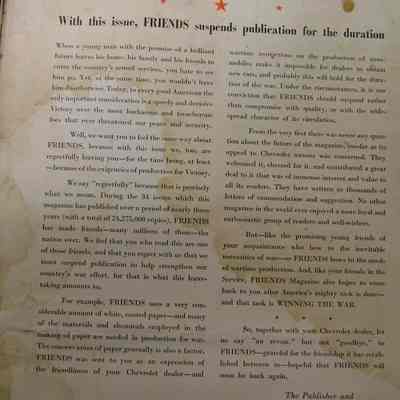 With this issue, FRIENDS suspends publication for the duration
When a young man with the promise of a brilliant
future leaves his home, his family and his friends to
enter the country's armed services, you hate to see
him go. Yet, at the same time, you wouldn't have
him do otherwise. Today, to every good American the
only important consideration is a speedy and decisive
Victory over the most barbarous and treacherous
foes that ever threatened our peace and security.
Well, we want you to feel the same way about
FRIENDS, because with this issue we, too, are
regretfully leaving you—for the time being, at least
—because of the exigencies of production for Victory.
We say "regretfully" because that is precisely
what we mean. During the 34 issues which this
magazine has published over a period of nearly three
years (with a total of 24,275,000 copies), FRIENDS
has made friends—many millions of them—the
nation over. We feel that you who read this are one
of those friends, and that you regret with us that we
must suspend publication to help strengthen our
country's war effort, for that is what this leave-
taking amounts to.
For example, FRIENDS uses a very con-
siderable amount of white, coated paper—and many
of the materials and chemicals employed in the
making of paper are needed in production for war.
The conservation of paper generally is also a factor.
FRIENDS was sent to you as an expression of
the friendliness of your Chevrolet dealer—and
wartime stringencies on the production of auto-
mobiles make it impossible for dealers to obtain
new cars, and probably this will hold for the dura-
tion of the war. Under the circumstances, it is our
conviction that FRIENDS should suspend rather
than compromise with quality, or with the wide-
spread character of its circulation.
From the very first there was never any ques-
tion about the future of the magazine, insofar as its
appeal to Chevrolet owners was concerned. They
welcomed it, cheered for it, and contributed a great
deal to it that was of immense interest and value to
all its readers. They have written us thousands of
letters of commendation and suggestion. No other
magazine in the world ever enjoyed a more loyal and
enthusiastic group of readers and well-wishers.
But—like the promising young friends of
your acquaintance who bow to the inevitable
necessities of war—so FRIENDS bows to the needs
of wartime production. And, like your friends in the
Service, FRIENDS Magazine also hopes to come
back to you after America's mighty task is done—
and that task is WINNING THE WAR.
So, together with your Chevrolet dealer, let
us say "au revoir," but not "goodbye," to
FRIENDS—grateful for the friendship it has estab-
lished between us—hopeful that FRIENDS will
soon be back again.
The Publisher and